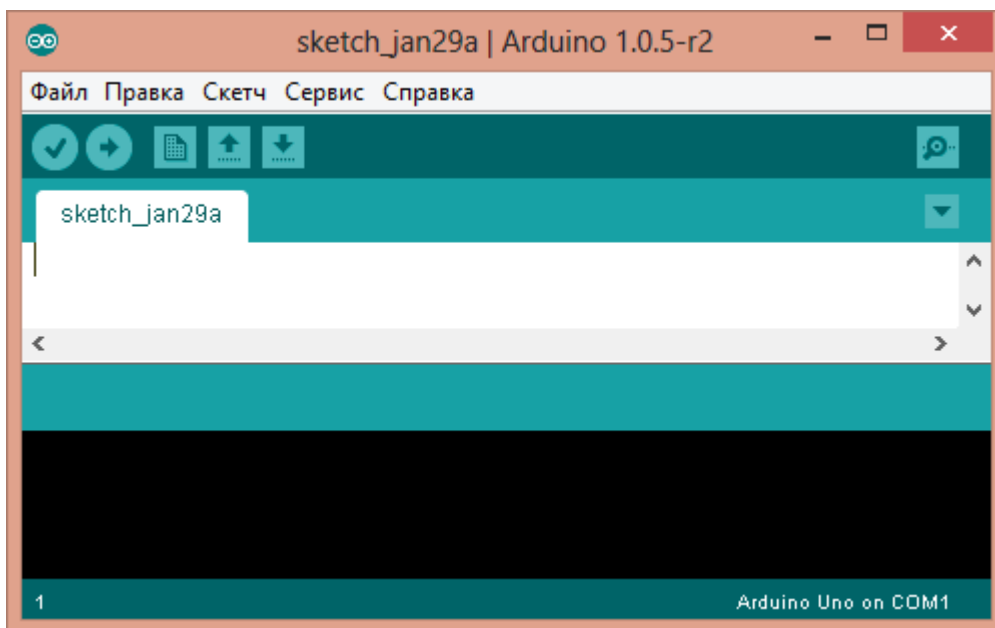 sketch_jan29a | Arduino 1.0.5-r2
Файл Правка Скетч Сервис Справка
sketch_jan29a
1 Arduino Uno on COM1